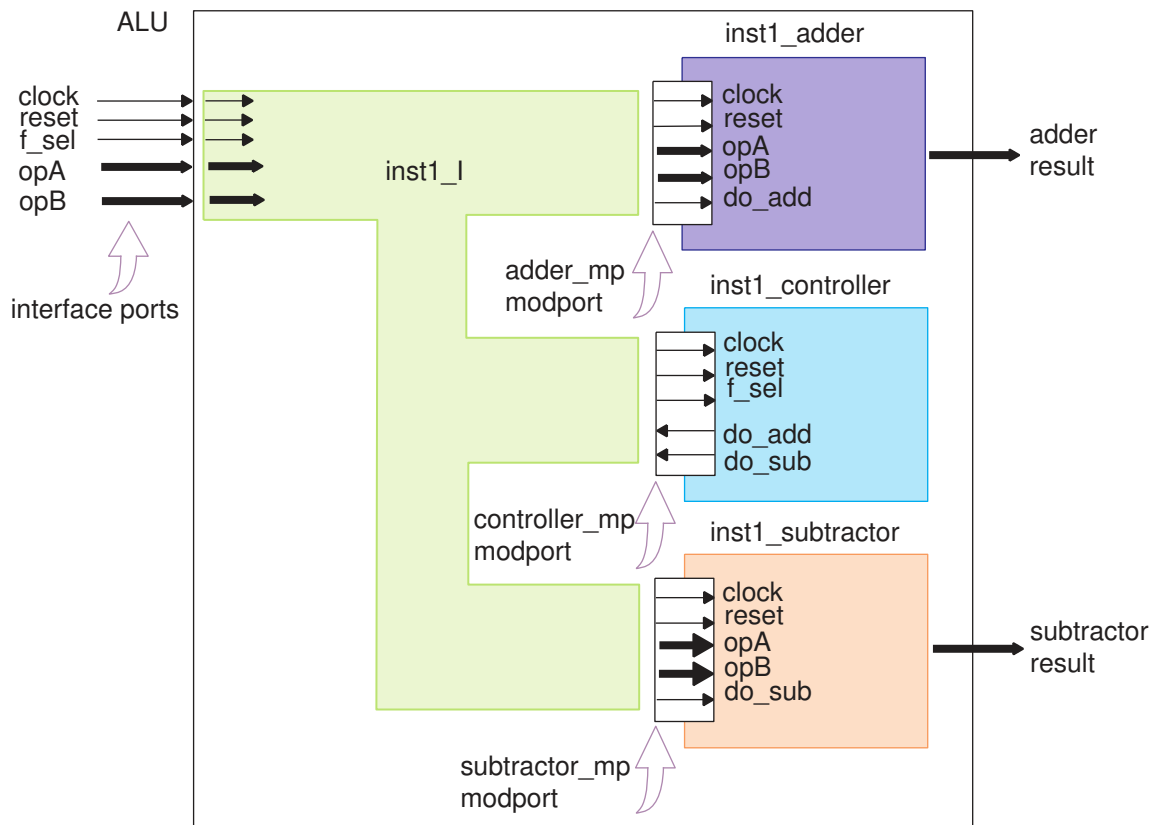 ALU
clock
reset
f_sel
opA
opB
interface ports
inst1_I
inst1_adder
clock
reset
opA
opB
do_add
adder
result
adder_mp
modport
inst1_controller
clock
reset
f_sel
do_add
do_sub
controller_mp
modport
inst1_subtractor
clock
reset
opA
opB
do_sub
subtractor
result
subtractor_mp
modport